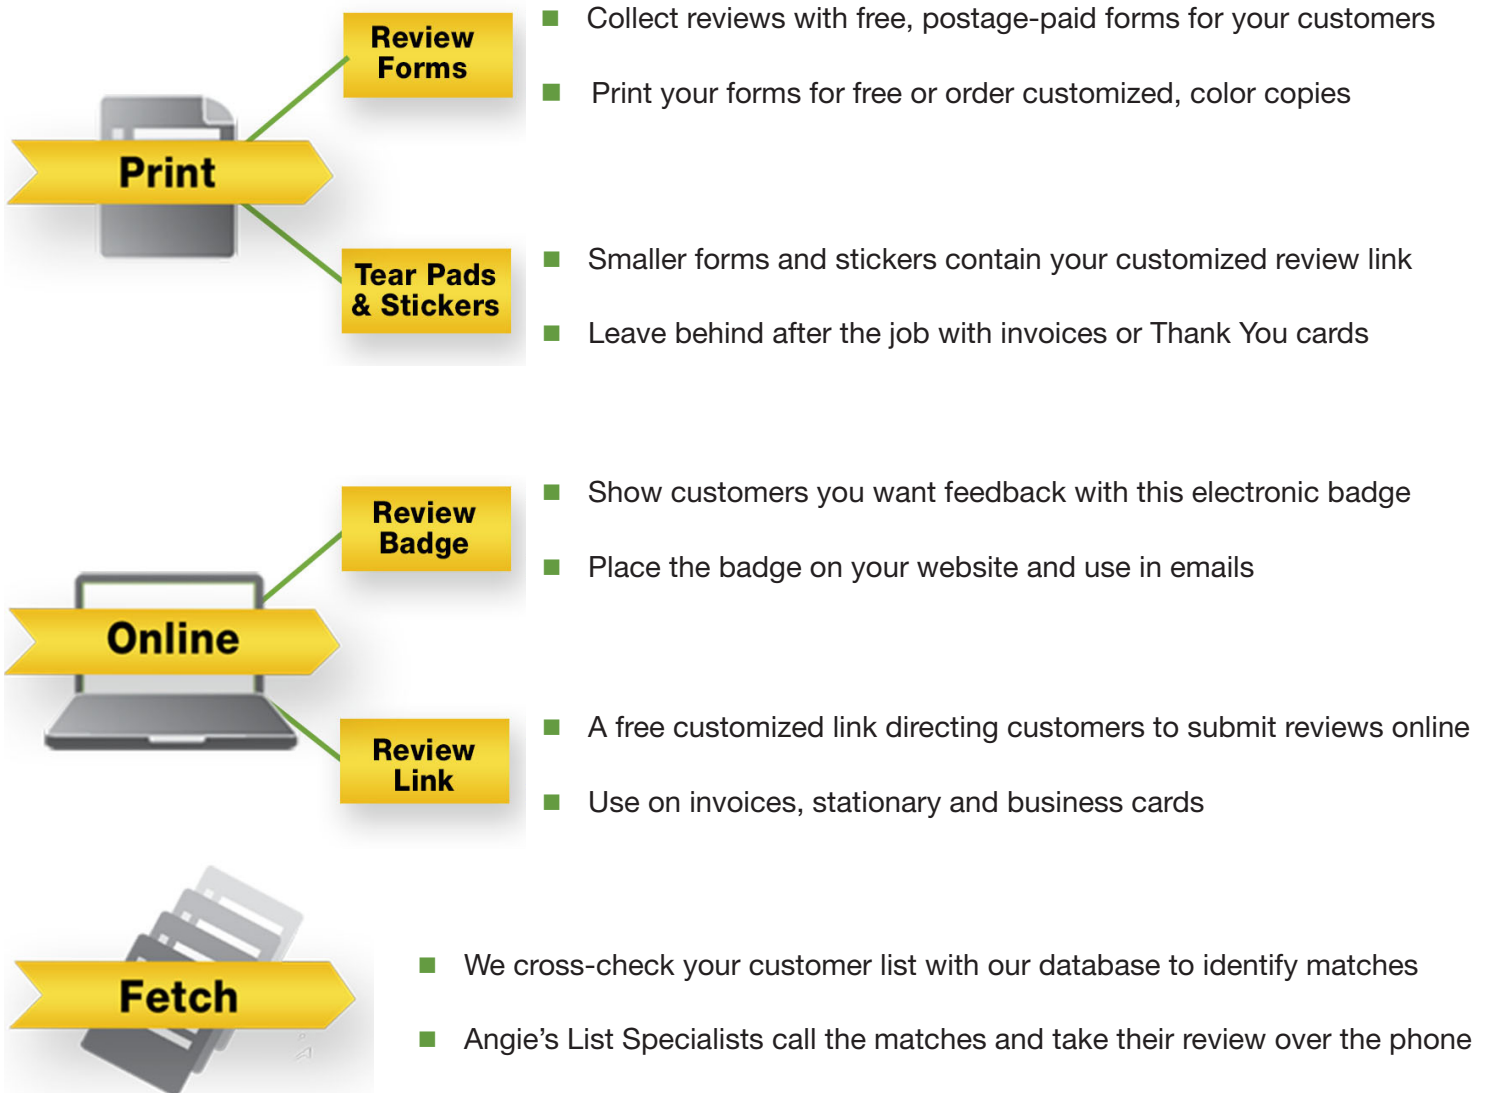 Review
Forms
Collect reviews with free, postage-paid forms for your customers
Print your forms for free or order customized, color copies
Print
Tear Pads
& Stickers
Smaller forms and stickers contain your customized review link
Leave behind after the job with invoices or Thank You cards
Review
Badge
Show customers you want feedback with this electronic badge
Place the badge on your website and use in emails
Online
Review
Link
A free customized link directing customers to submit reviews online
Use on invoices, stationary and business cards
Fetch
We cross-check your customer list with our database to identify matches
Angie’s List Specialists call the matches and take their review over the phone